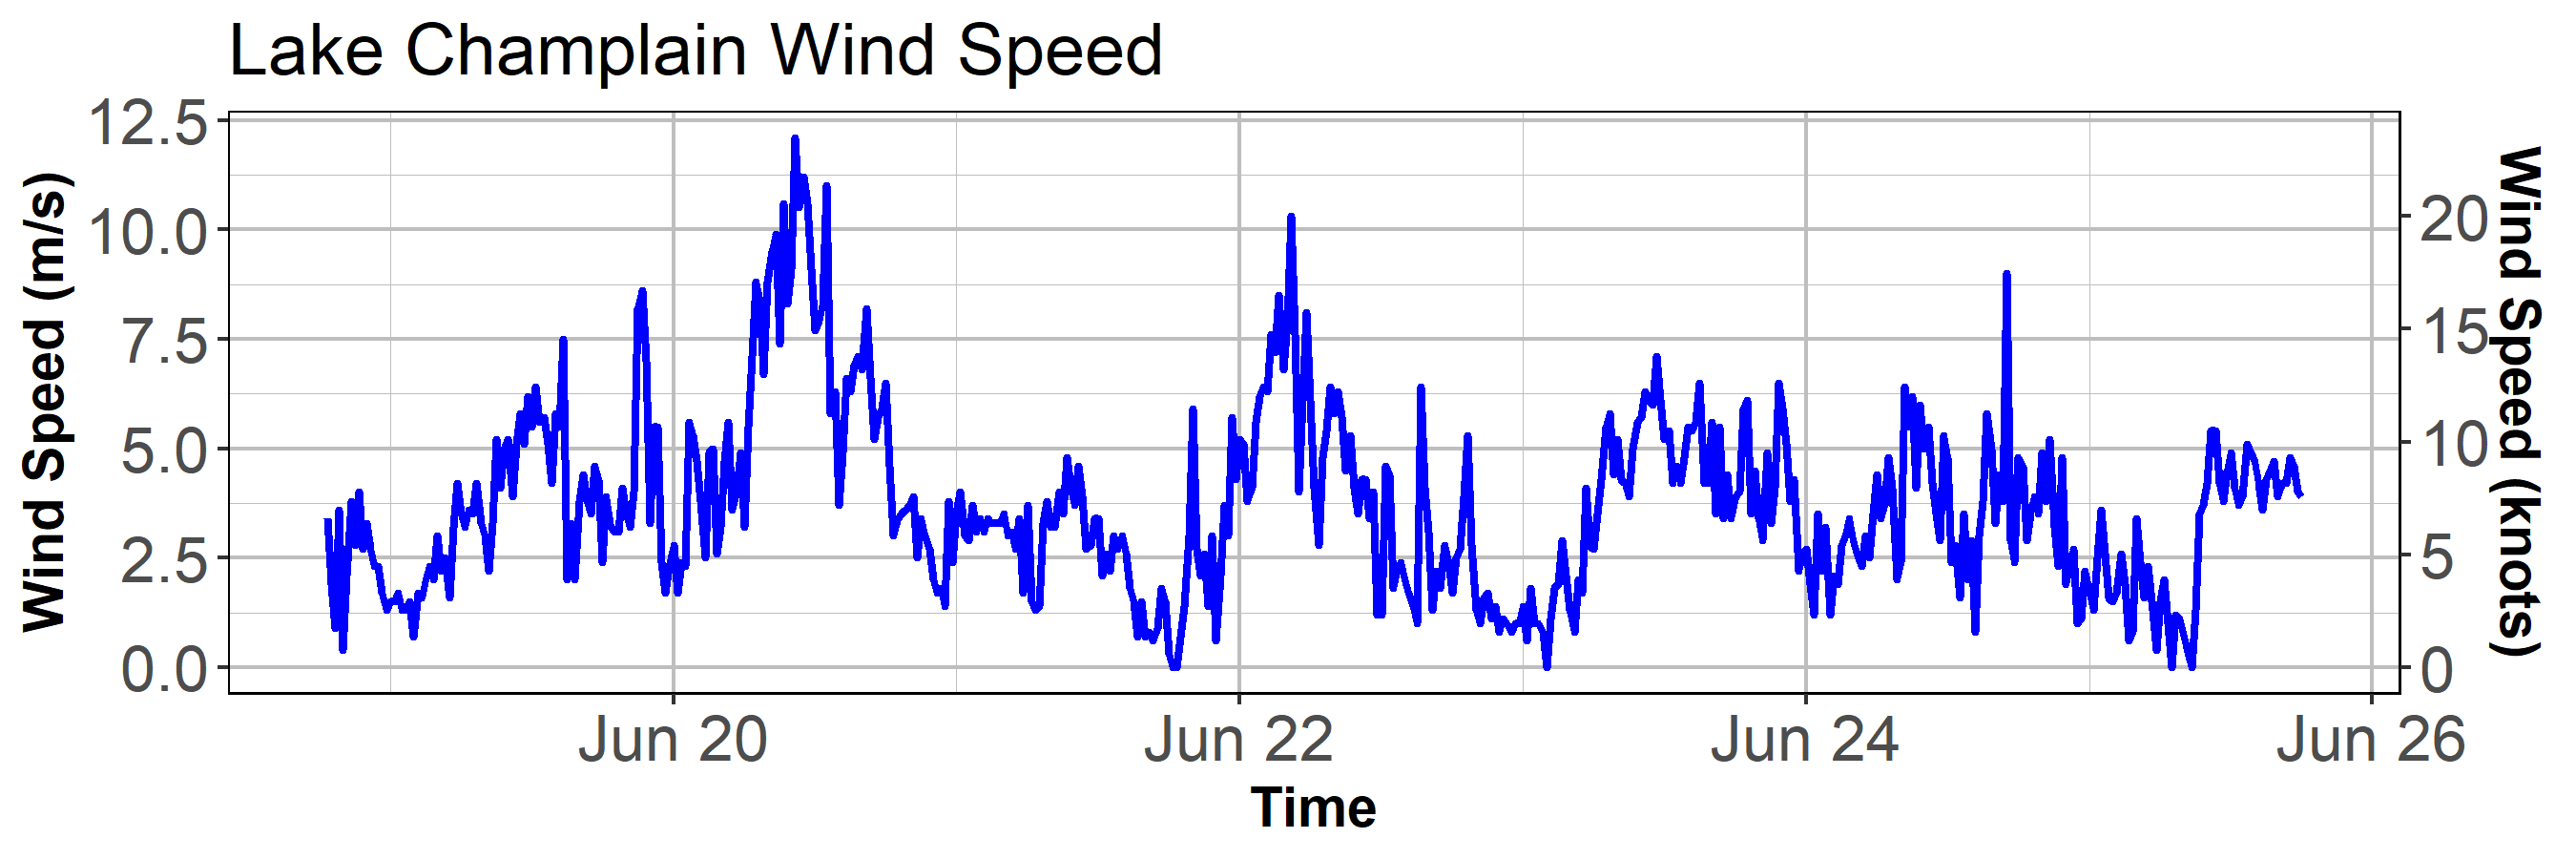 Lake Champlain Wind Speed
Wind Speed (m/s)
12.5
10.0
7.5
5.0
2.5
0.0
20
15
10
5
0
Wind Speed (knots)
Jun 20
Jun 22
Jun 24
Jun 26
Time